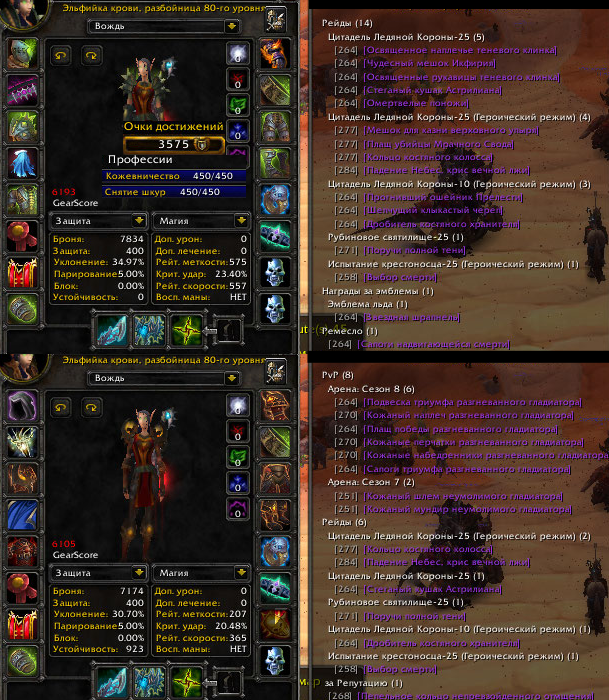 Эльфийка крови, разбойница 80-го уровня
Вождь
Очки достижений
3575
Профессии
Кожевничество 450/450
Снятие шкур 450/450
6193
GearScore
Защита
Магия
Броня: 7834
Доп. урон: 0
Защита: 400
Доп. лечение: 0
Уклонение: 34.97%
Рейт. меткости: 575
Парирование: 5.00%
Крит. удар: 23.40%
Блок: 0.00%
Рейт. скорости: 557
Устойчивость: 0
Восп. маны: НЕТ
Рейды (14)
Цитадель Ледяной Короны-25 (5)
[264] [Освященное наплечье теневого клинка]
[264] [Чудесный мешок Икфирия]
[264] [Освященные рукавицы теневого клинка]
[264] [Стеганый кушак Астрилиана]
[264] [Омертвелые поножи]
Цитадель Ледяной Короны-25 (Героический режим) (4)
[277] [Мешок для казни верховного упыря]
[277] [Плащ убийцы Мрачного Свода]
[277] [Кольцо костяного колосса]
[284] [Падение Небес, крис вечной лжи]
Цитадель Ледяной Короны-10 (Героический режим) (3)
[264] [Прогнивший ошейник Прелести]
[264] [Шепчущий клыкастый череп]
[264] [Дробитель костяного хранителя]
Рубиновое святилище-25 (1)
[271] [Поручи полной тени]
Испытание крестоносца-25 (Героический режим) (1)
[258] [Выбор смерти]
Награды за эмблемы (1)
Эмблема льда (1)
[264] [Звездная шрапнель]
Ремесло (1)
[264] [Сапоги надвигающейся смерти]
Эльфийка крови, разбойница 80-го уровня
Вождь
6105
GearScore
Защита
Магия
Броня: 7174
Доп. урон: 0
Защита: 400
Доп. лечение: 0
Уклонение: 30.70%
Рейт. меткости: 207
Парирование: 5.00%
Крит. удар: 20.48%
Блок: 0.00%
Рейт. скорости: 365
Устойчивость: 923
Восп. маны: НЕТ
PvP (8)
Арена: Сезон 8 (6)
[264] [Подвеска триумфа разгневанного гладиатора]
[270] [Кожаный наплеч разгневанного гладиатора]
[264] [Плащ победы разгневанного гладиатора]
[270] [Кожаные перчатки разгневанного гладиатора]
[270] [Кожаные набедренники разгневанного гладиатора
[264] [Сапоги триумфа разгневанного гладиатора]
Арена: Сезон 7 (2)
[251] [Кожаный шлем неумолимого гладиатора]
[251] [Кожаный мундир неумолимого гладиатора]
Рейды (6)
Цитадель Ледяной Короны-25 (Героический режим) (2)
[277] [Кольцо костяного колосса]
[284] [Падение Небес, крис вечной лжи]
Цитадель Ледяной Короны-25 (1)
[264] [Стеганый кушак Астрилиана]
Рубиновое святилище-25 (1)
[271] [Поручи полной тени]
Цитадель Ледяной Короны-10 (Героический режим) (1)
[264] [Дробитель костяного хранителя]
Испытание крестоносца-25 (Героический режим) (1)
[258] [Выбор смерти]
за Репутацию (1)
[268] [Пепельное кольцо непревзойденного отмщения]